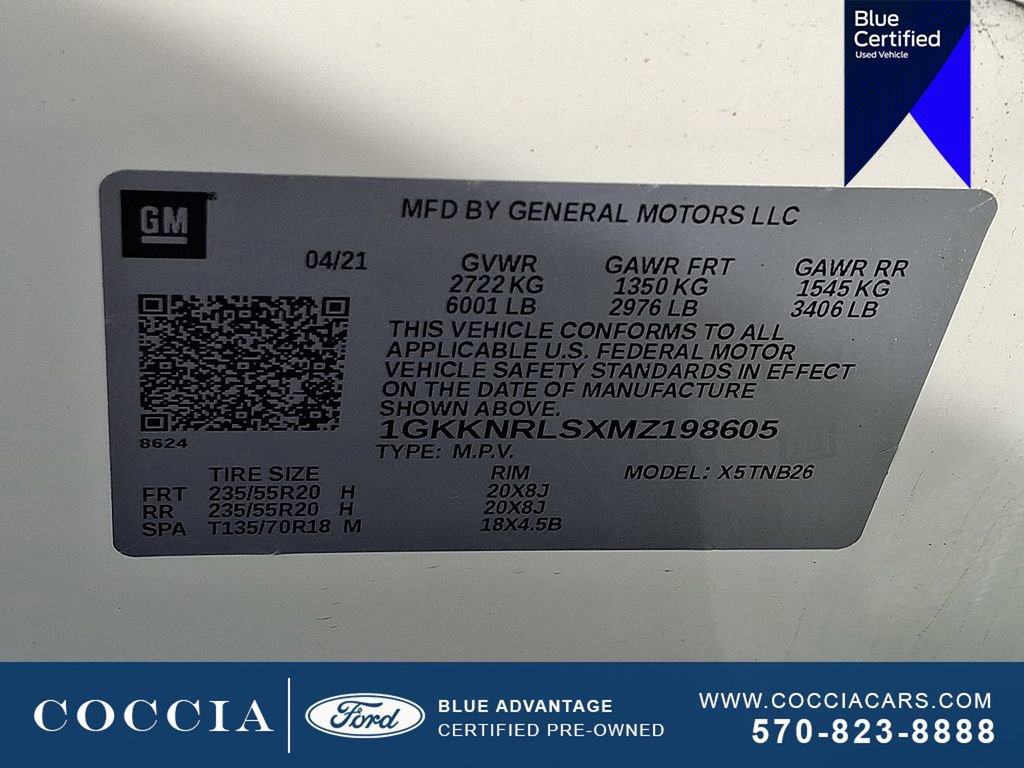 Blue
Certified
Used Vehicle
GM
MFD BY GENERAL MOTORS LLC
04/21
GVWR
2722 KG
6001 LB
GAWR FRT
1350 KG
2976 LB
GAWR RR
1545 KG
3406 LB
THIS VEHICLE CONFORMS TO ALL
APPLICABLE U.S. FEDERAL MOTOR
VEHICLE SAFETY STANDARDS IN EFFECT
ON THE DATE OF MANUFACTURE
SHOWN ABOVE.
8624
1GKKNRLSXMZ198605
TYPE: M.P.V.
TIRE SIZE RIM MODEL: X5TNB26
FRT 235/55R20 H 20X8J
RR 235/55R20 H 20X8J
SPA T135/70R18 M 18X4.5B
COCCIA
Ford
BLUE ADVANTAGE
CERTIFIED PRE-OWNED
WWW.COCCIACARS.COM
570-823-8888